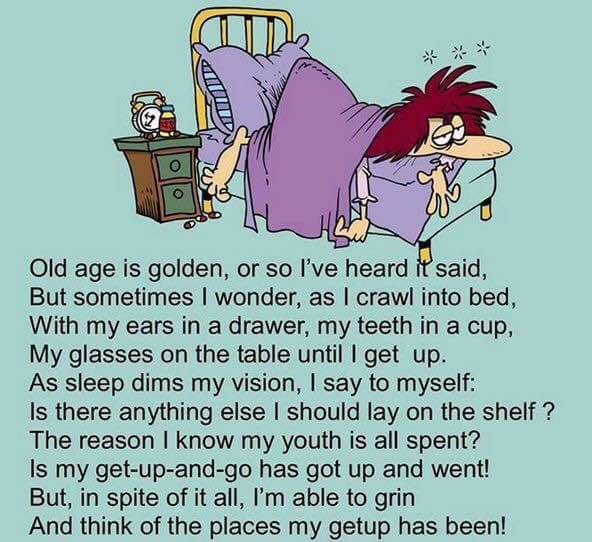 Old age is golden, or so I've heard it said,
But sometimes I wonder, as I crawl into bed,
With my ears in a drawer, my teeth in a cup,
My glasses on the table until I get up.
As sleep dims my vision, I say to myself:
Is there anything else I should lay on the shelf ?
The reason I know my youth is all spent?
Is my get-up-and-go has got up and went!
But, in spite of it all, I'm able to grin
And think of the places my getup has been!